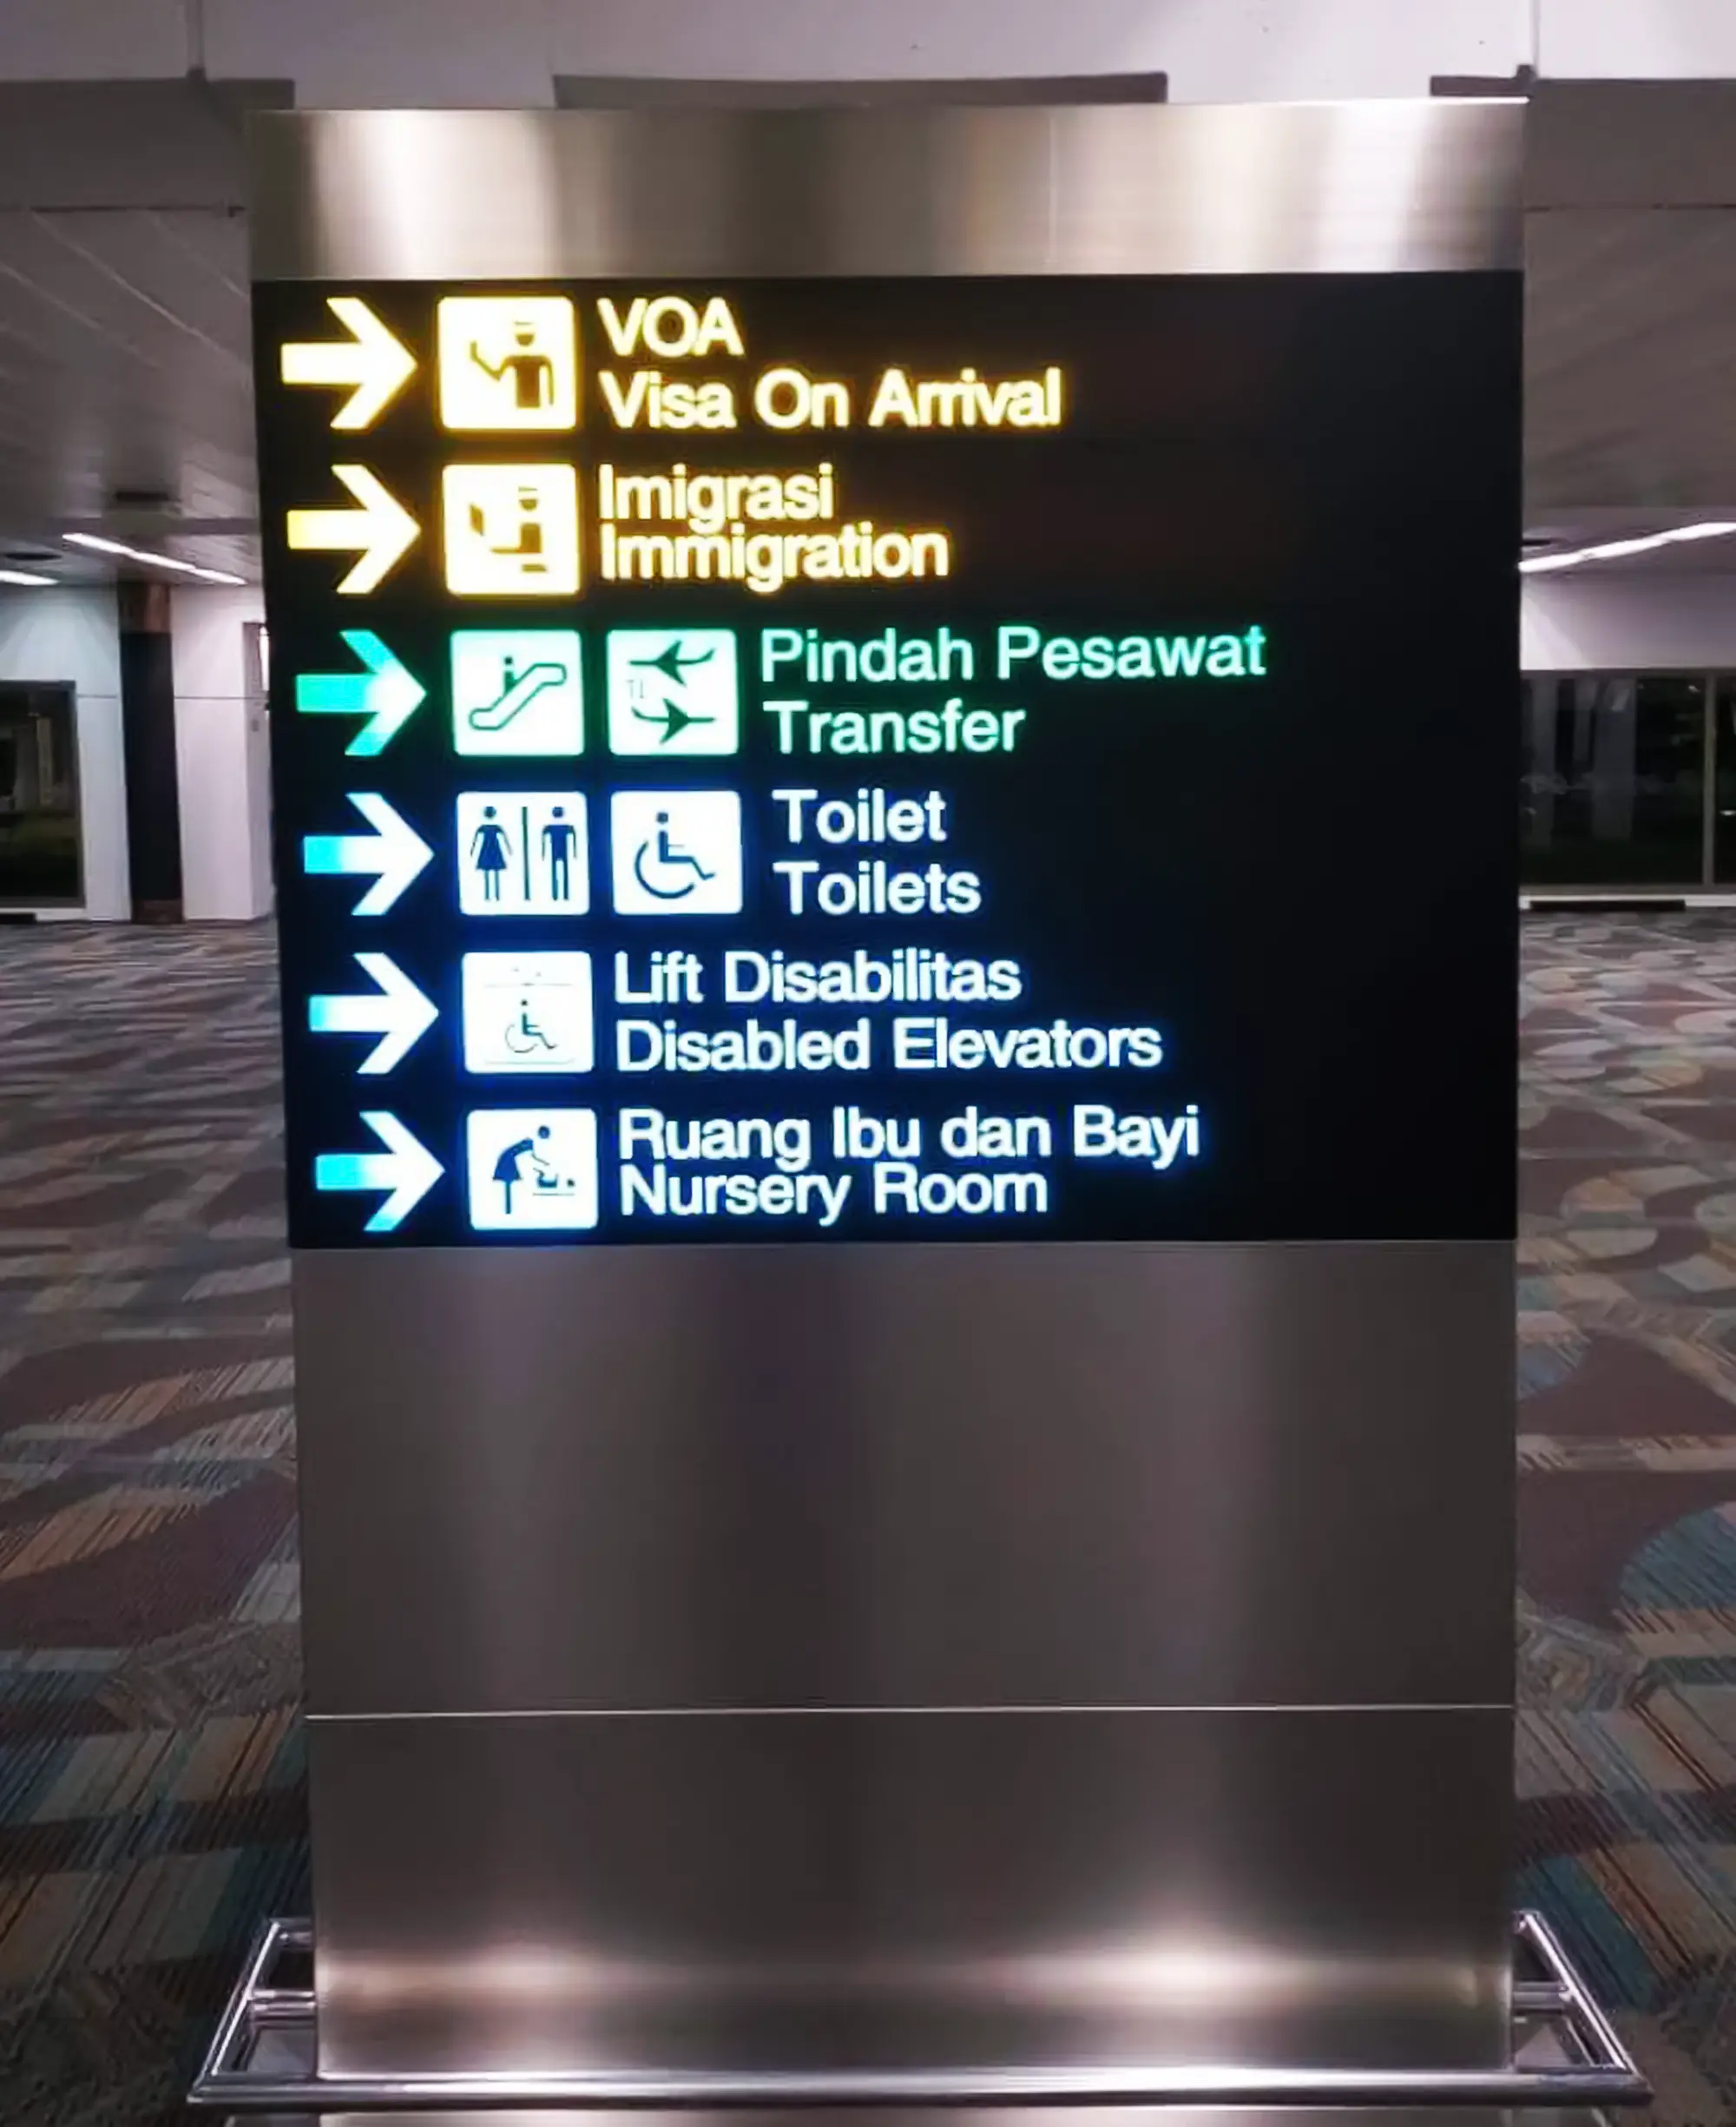 VOA
Visa On Arrival
Imigrasi
Immigration
Pindah Pesawat
Transfer
Toilet
Toilets
Lift Disabilitas
Disabled Elevators
Ruang Ibu dan Bayi
Nursery Room